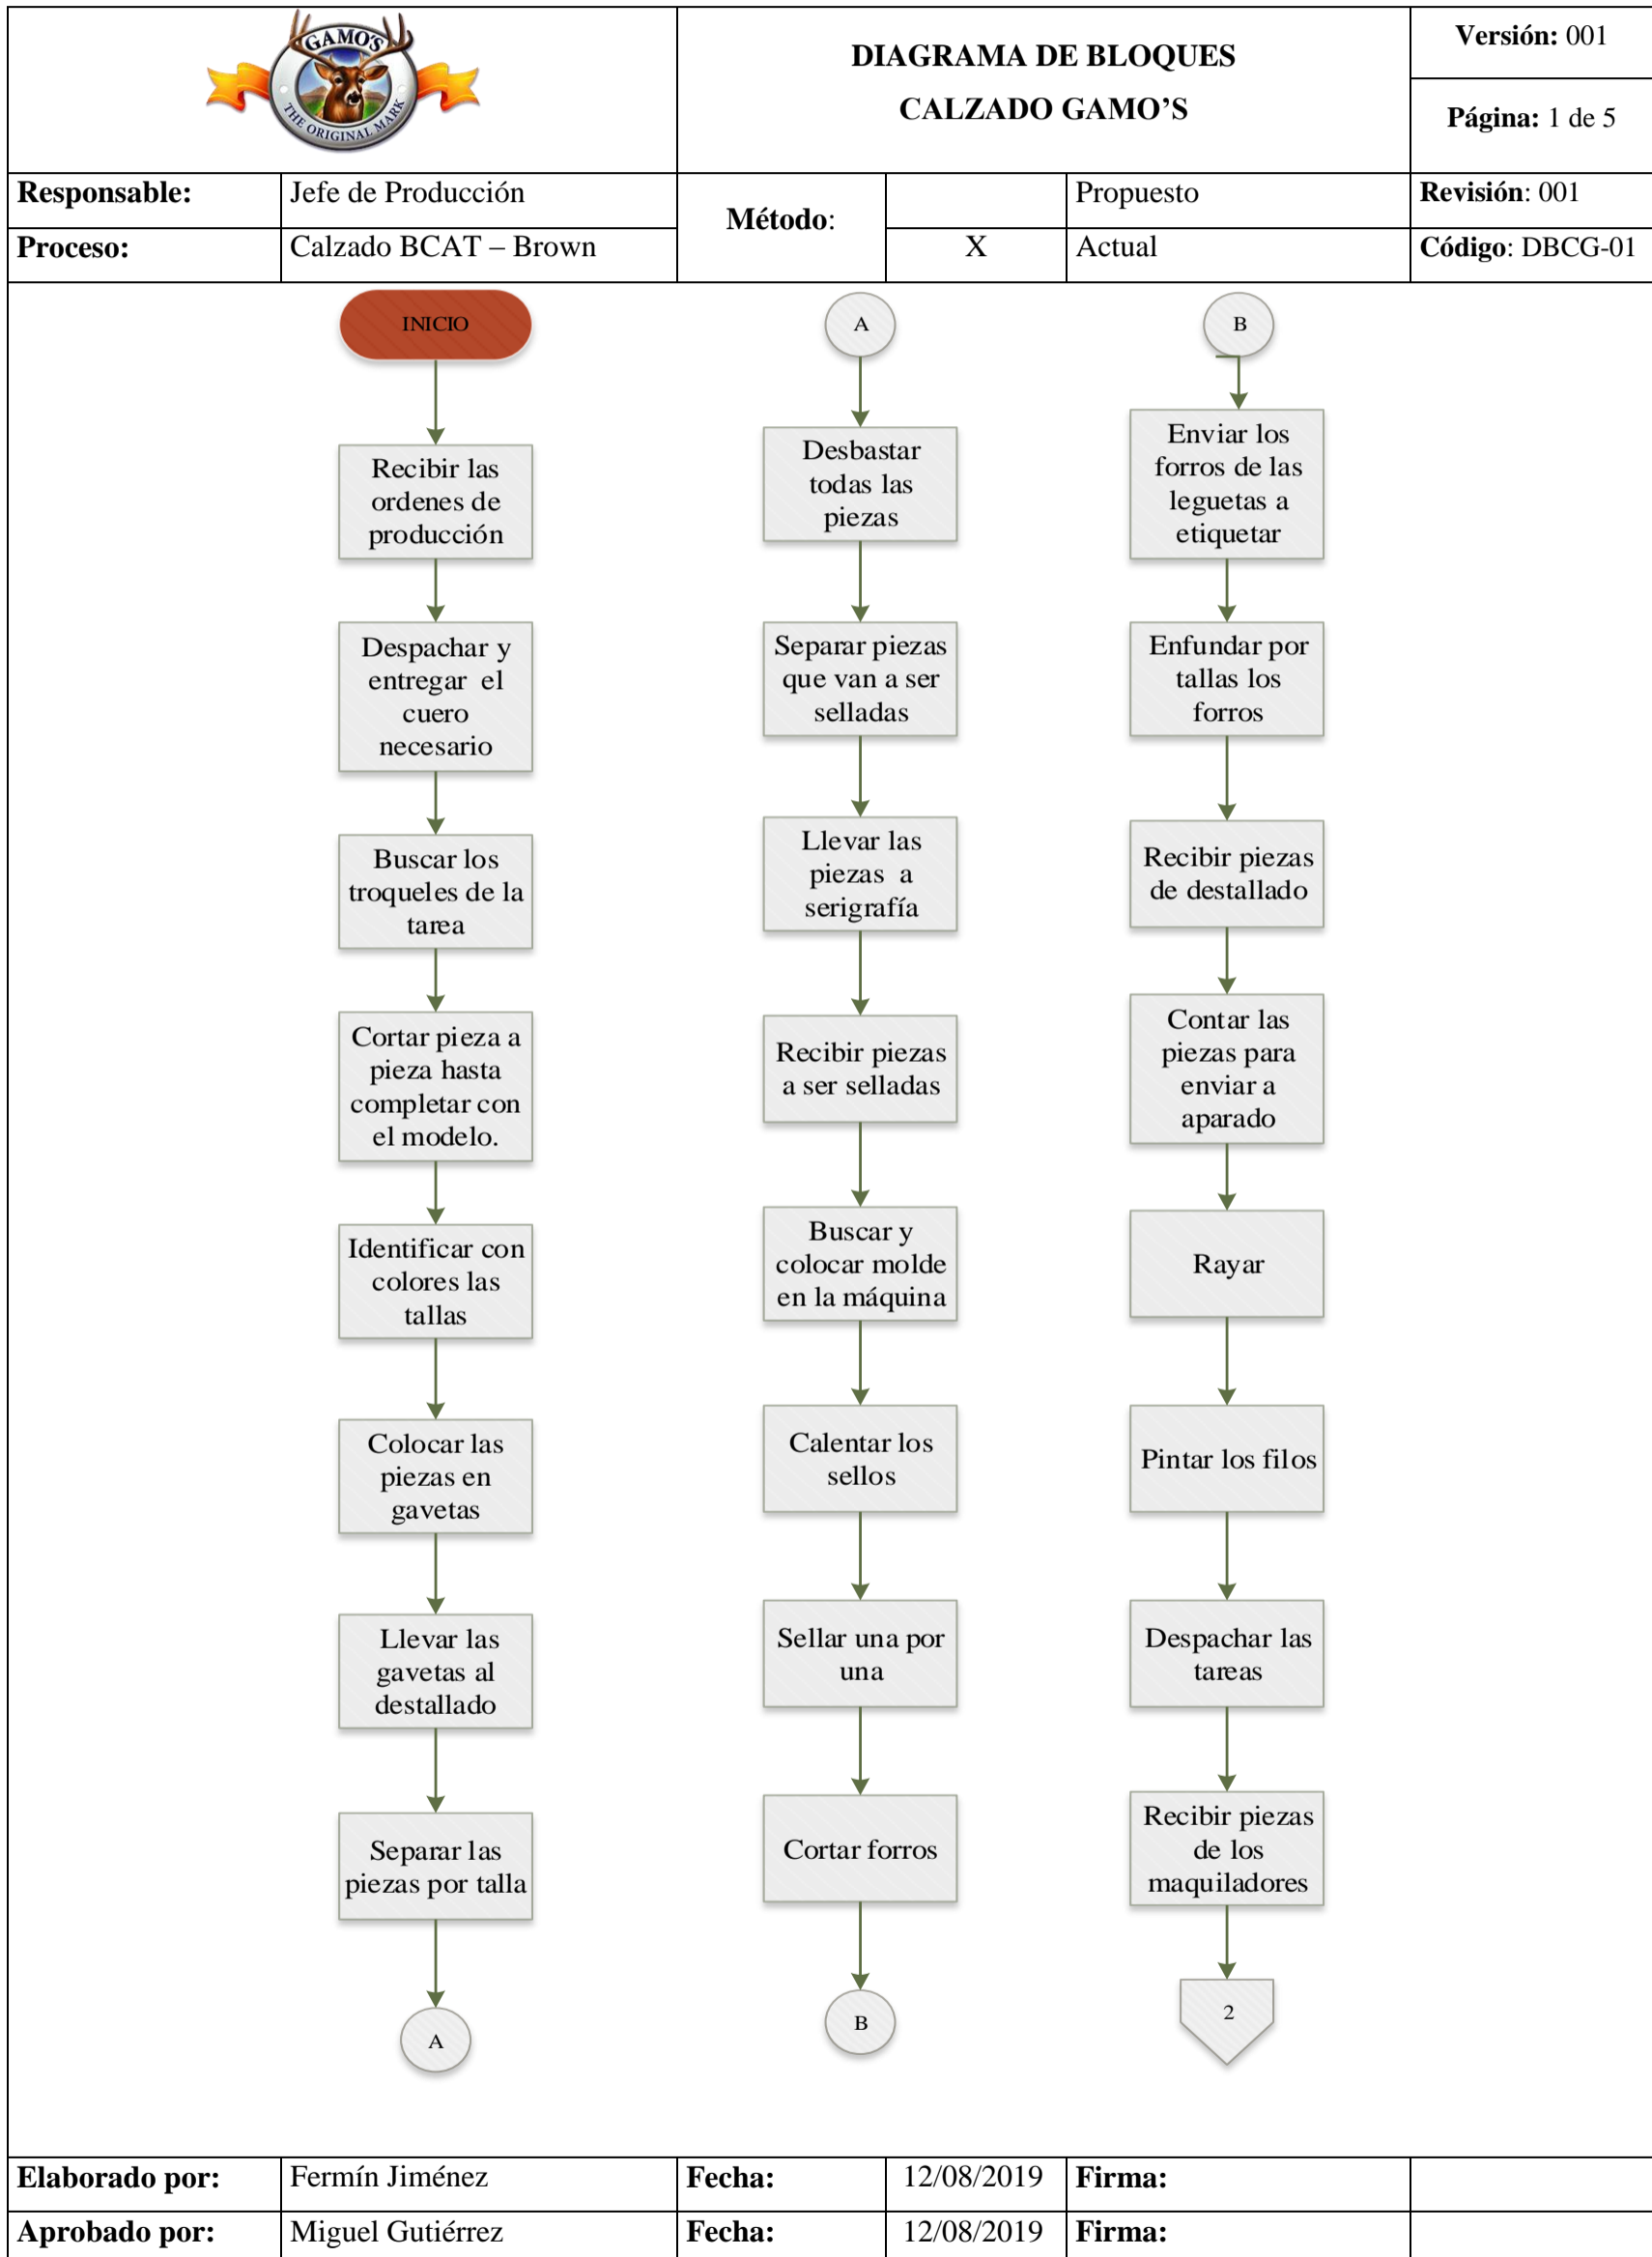 GAMO'S
THE ORIGINAL MARK
DIAGRAMA DE BLOQUES
CALZADO GAMO’S
Versión: 001
Página: 1 de 5
Responsable:
Jefe de Producción
Método:
Propuesto
Revisión: 001
Proceso:
Calzado BCAT – Brown
X
Actual
Código: DBCG-01
INICIO
Recibir las
ordenes de
producción
Despachar y
entregar el
cuero
necesario
Buscar los
troqueles de la
tarea
Cortar pieza a
pieza hasta
completar con
el modelo.
Identificar con
colores las
tallas
Colocar las
piezas en
gavetas
Llevar las
gavetas al
destallado
Separar las
piezas por talla
A
A
Desbastar
todas las
piezas
Separar piezas
que van a ser
selladas
Llevar las
piezas a
serigrafía
Recibir piezas
a ser selladas
Buscar y
colocar molde
en la máquina
Calentar los
sellos
Sellar una por
una
Cortar forros
B
B
Enviar los
forros de las
leguetas a
etiquetar
Enfundar por
tallas los
forros
Recibir piezas
de destallado
Contar las
piezas para
enviar a
aparado
Rayar
Pintar los filos
Despachar las
tareas
Recibir piezas
de los
maquiladores
2
Elaborado por:
Fermín Jiménez
Fecha:
12/08/2019
Firma:
Aprobado por:
Miguel Gutiérrez
Fecha:
12/08/2019
Firma: